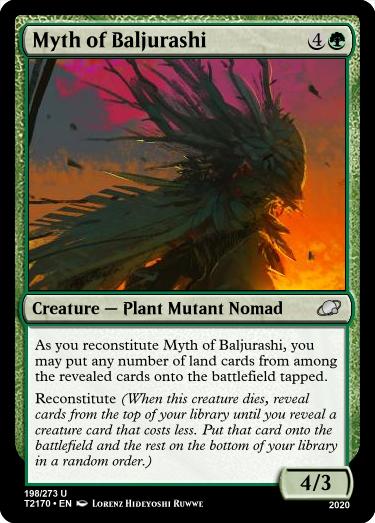 Myth of Baljurashi 4
Creature — Plant Mutant Nomad
As you reconstitute Myth of Baljurashi, you
may put any number of land cards from among
the revealed cards onto the battlefield tapped.
Reconstitute (When this creature dies, reveal
cards from the top of your library until you reveal a
creature card that costs less. Put that card onto the
battlefield and the rest on the bottom of your library
in a random order.)
4/3
198/273 U
T2170 • EN Lorenz Hideyoshi Ruwwe
2020